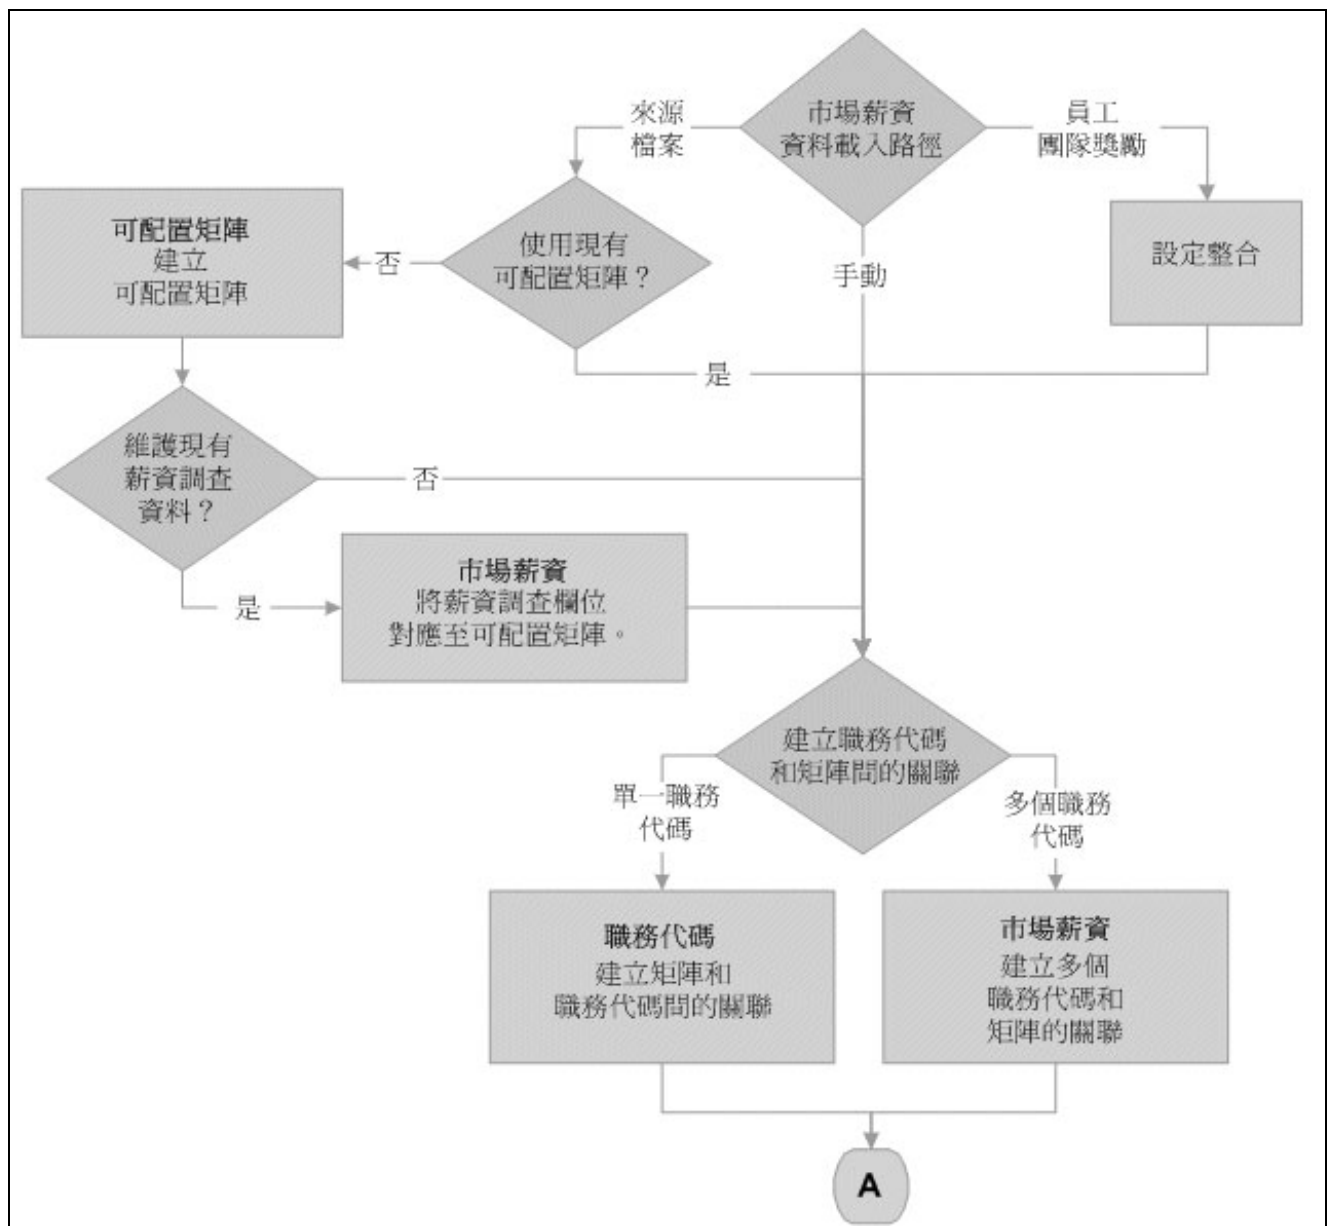 市場薪資
資料載入路徑
來源
檔案
員工
團隊獎勵
手動
使用現有
可配置矩陣？
設定整合
可配置矩陣
建立
可配置矩陣
否
是
維護現有
薪資調查
資料？
否
是
市場薪資
將薪資調查欄位
對應至可配置矩陣。
建立職務代碼
和矩陣間的關聯
單一職務
代碼
多個職務
代碼
職務代碼
建立矩陣和
職務代碼間的關聯
市場薪資
建立多個
職務代碼和
矩陣的關聯
A